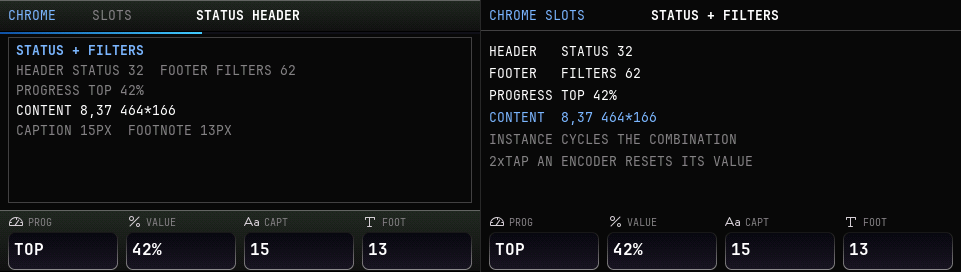 CHROME SLOTS STATUS HEADER
STATUS + FILTERS
HEADER STATUS 32 FOOTER FILTERS 62
PROGRESS TOP 42%
CONTENT 8,37 464*166
CAPTION 15PX FOOTNOTE 13PX
PROG VALUE CAPT FOOT
TOP 42% 15 13
CHROME SLOTS STATUS + FILTERS
HEADER STATUS 32
FOOTER FILTERS 62
PROGRESS TOP 42%
CONTENT 8,37 464*166
INSTANCE CYCLES THE COMBINATION
2xTAP AN ENCODER RESETS ITS VALUE
PROG VALUE CAPT FOOT
TOP 42% 15 13